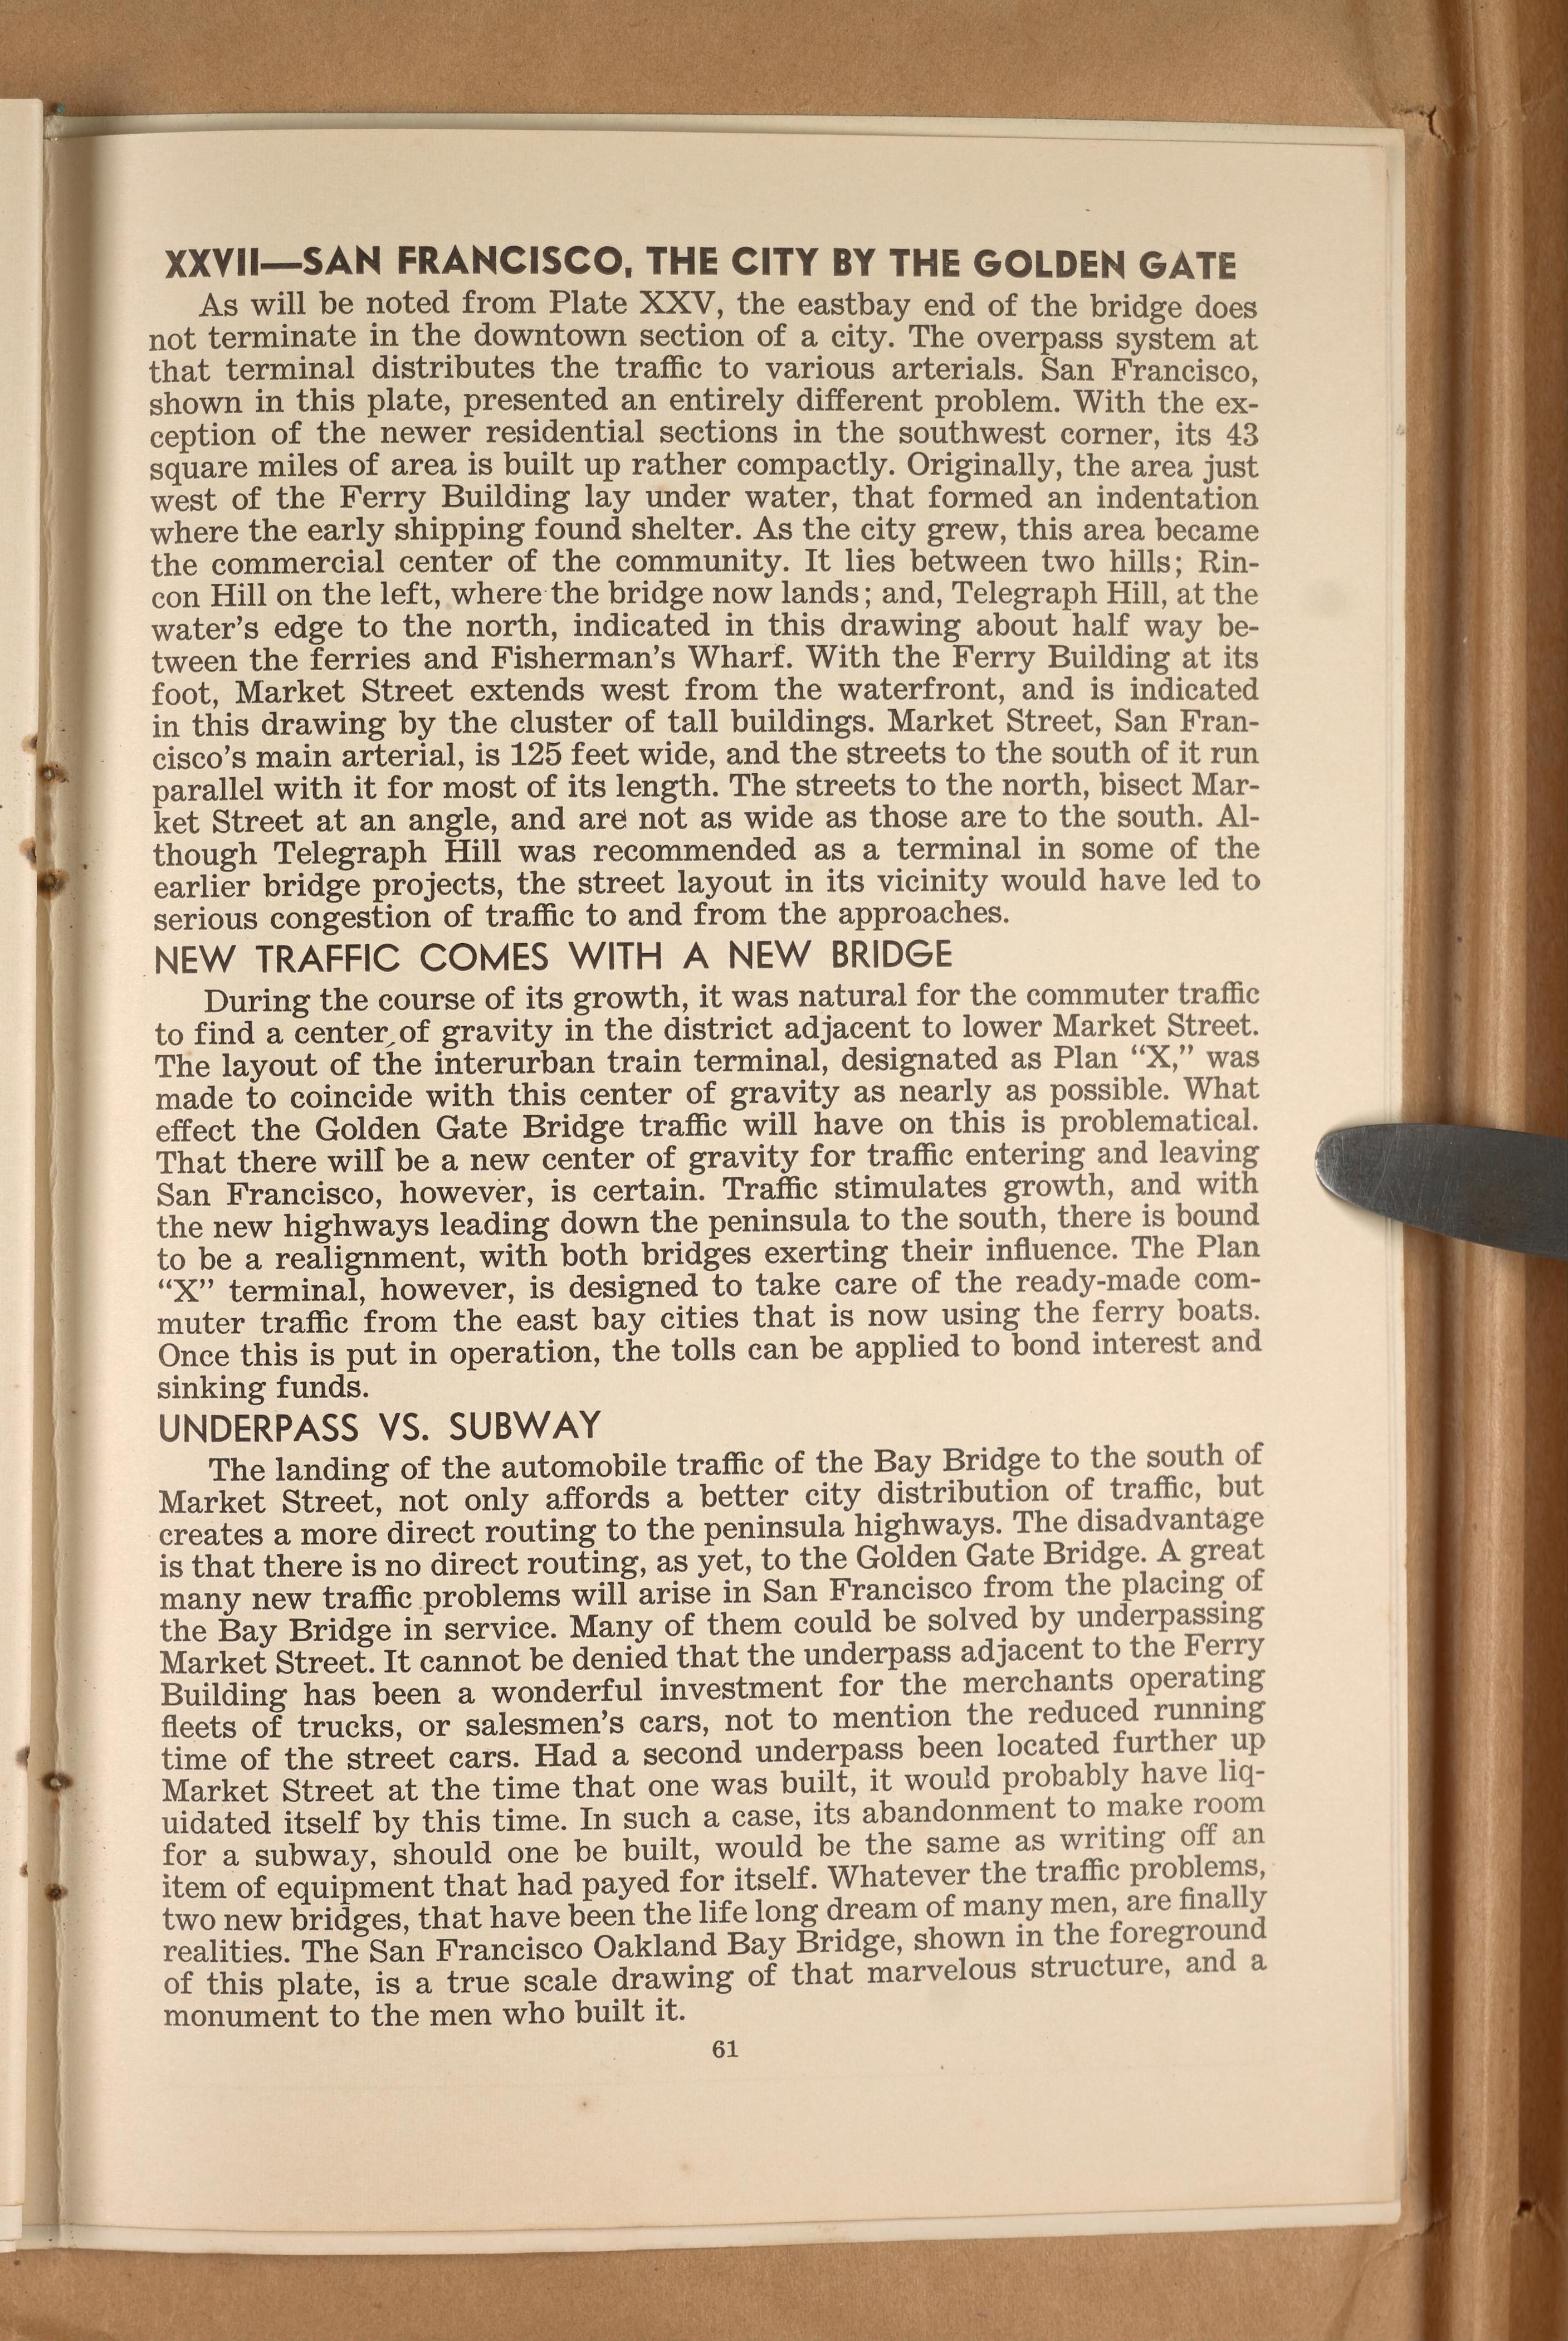 XXVII—SAN FRANCISCO, THE CITY BY THE GOLDEN GATE
As will be noted from Plate XXV, the eastbay end of the bridge does
not terminate in the downtown section of a city. The overpass system at
that terminal distributes the traffic to various arterials. San Francisco,
shown in this plate, presented an entirely different problem. With the ex-
ception of the newer residential sections in the southwest corner, its 43
square miles of area is built up rather compactly. Originally, the area just
west of the Ferry Building lay under water, that formed an indentation
where the early shipping found shelter. As the city grew, this area became
the commercial center of the community. It lies between two hills; Rin-
con Hill on the left, where the bridge now lands; and, Telegraph Hill, at the
water's edge to the north, indicated in this drawing about half way be-
tween the ferries and Fisherman's Wharf. With the Ferry Building at its
foot, Market Street extends west from the waterfront, and is indicated
in this drawing by the cluster of tall buildings. Market Street, San Fran-
cisco's main arterial, is 125 feet wide, and the streets to the south of it run
parallel with it for most of its length. The streets to the north, bisect Mar-
ket Street at an angle, and are not as wide as those are to the south. Al-
though Telegraph Hill was recommended as a terminal in some of the
earlier bridge projects, the street layout in its vicinity would have led to
serious congestion of traffic to and from the approaches.
NEW TRAFFIC COMES WITH A NEW BRIDGE
During the course of its growth, it was natural for the commuter traffic
to find a center of gravity in the district adjacent to lower Market Street.
The layout of the interurban train terminal, designated as Plan "X," was
made to coincide with this center of gravity as nearly as possible. What
effect the Golden Gate Bridge traffic will have on this is problematical.
That there will be a new center of gravity for traffic entering and leaving
San Francisco, however, is certain. Traffic stimulates growth, and with
the new highways leading down the peninsula to the south, there is bound
to be a realignment, with both bridges exerting their influence. The Plan
"X" terminal, however, is designed to take care of the ready-made com-
muter traffic from the east bay cities that is now using the ferry boats.
Once this is put in operation, the tolls can be applied to bond interest and
sinking funds.
UNDERPASS VS. SUBWAY
The landing of the automobile traffic of the Bay Bridge to the south of
Market Street, not only affords a better city distribution of traffic, but
creates a more direct routing to the peninsula highways. The disadvantage
is that there is no direct routing, as yet, to the Golden Gate Bridge. A great
many new traffic problems will arise in San Francisco from the placing of
the Bay Bridge in service. Many of them could be solved by underpassing
Market Street. It cannot be denied that the underpass adjacent to the Ferry
Building has been a wonderful investment for the merchants operating
fleets of trucks, or salesmen's cars, not to mention the reduced running
time of the street cars. Had a second underpass been located further up
Market Street at the time that one was built, it would probably have liq-
uidated itself by this time. In such a case, its abandonment to make room
for a subway, should one be built, would be the same as writing off an
item of equipment that had payed for itself. Whatever the traffic problems,
two new bridges, that have been the life long dream of many men, are finally
realities. The San Francisco Oakland Bay Bridge, shown in the foreground
of this plate, is a true scale drawing of that marvelous structure, and a
monument to the men who built it.
61